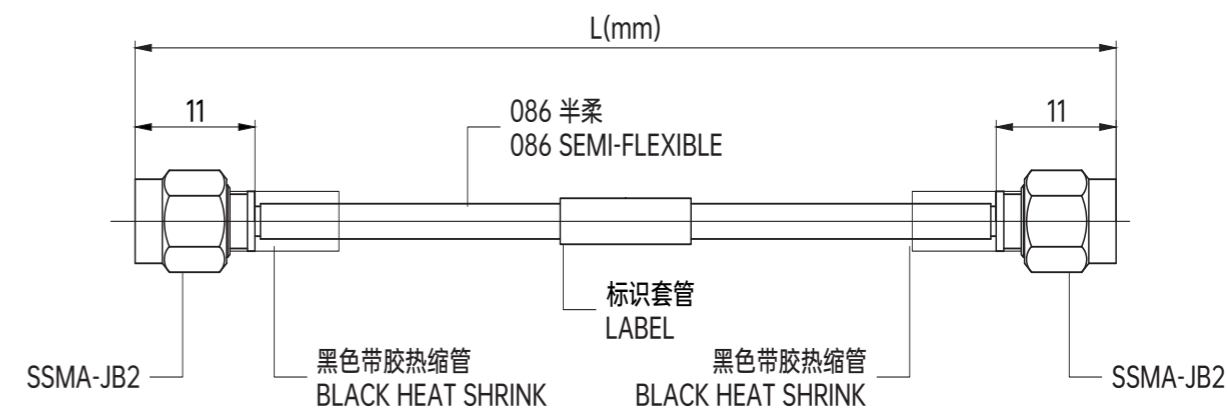 L(mm)
11
11
086 半柔
086 SEMI-FLEXIBLE
标识套管
LABEL
黑色带胶热缩管
BLACK HEAT SHRINK
黑色带胶热缩管
BLACK HEAT SHRINK
SSMA-JB2
SSMA-JB2